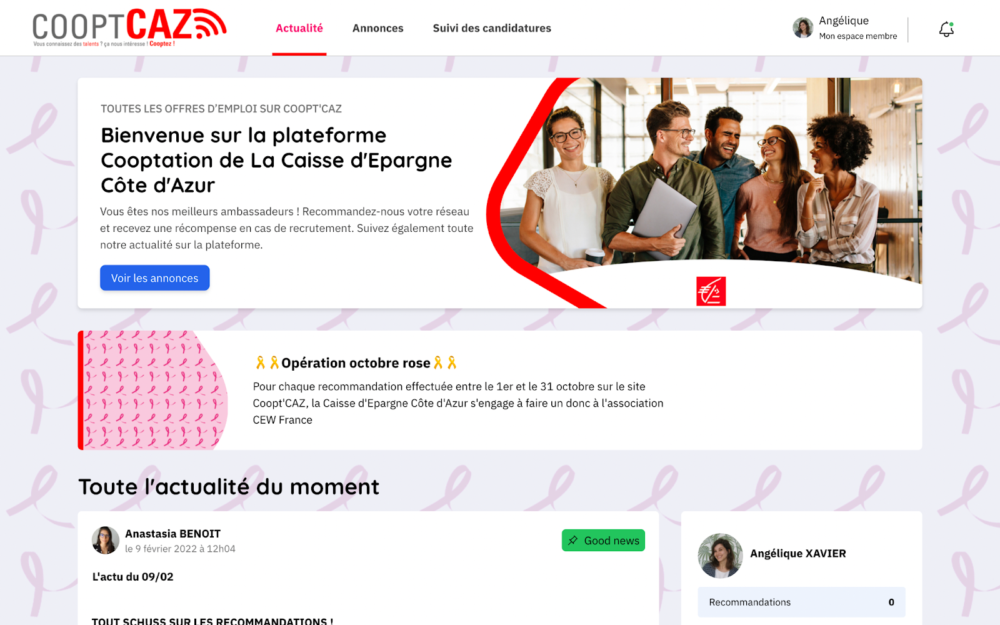 COOPTCAZ
Vous connaissez des talents ? ça nous intéresse ! Cooptez !
Actualité
Annonces
Suivi des candidatures
Angélique
Mon espace membre
TOUTES LES OFFRES D’EMPLOI SUR COOPT'CAZ
Bienvenue sur la plateforme
Cooptation de La Caisse d'Epargne
Côte d'Azur
Vous êtes nos meilleurs ambassadeurs ! Recommandez-nous votre réseau
et recevez une récompense en cas de recrutement. Suivez également toute
notre actualité sur la plateforme.
Voir les annonces
🎗🎗Opération octobre rose🎗🎗
Pour chaque recommandation effectuée entre le 1er et le 31 octobre sur le site
Coopt'CAZ, la Caisse d'Epargne Côte d'Azur s'engage à faire un donc à l'association
CEW France
Toute l'actualité du moment
Anastasia BENOIT
le 9 février 2022 à 12h04
Good news
L'actu du 09/02
TOUT SCHUSS SUR LES RECOMMANDATIONS !
Angélique XAVIER
Recommandations 0